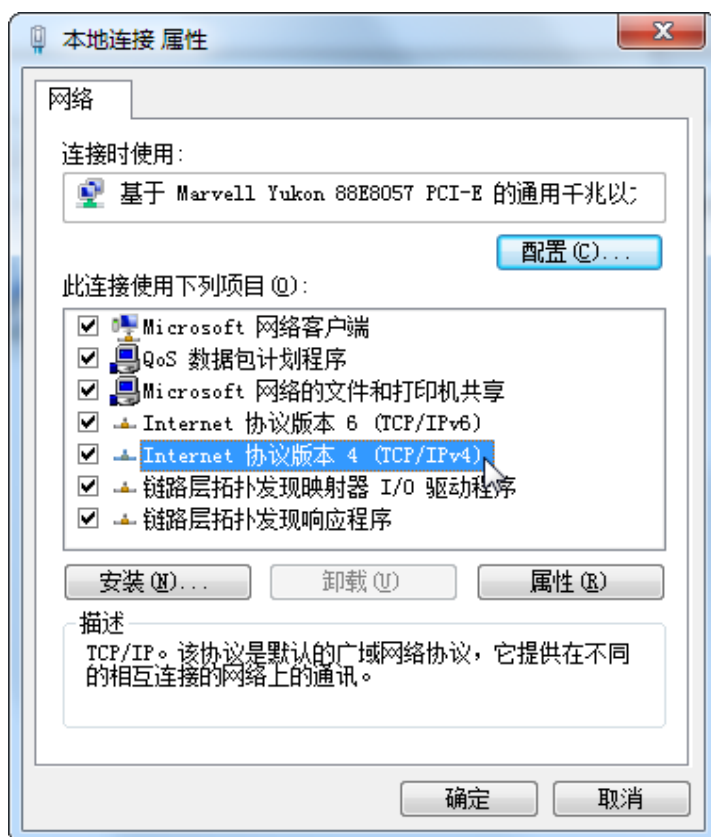 本地连接 属性
网络
连接时使用:
基于 Marvell Yukon 88E8057 PCI-E 的通用千兆以
配置(C)...
此连接使用下列项目(O):
Microsoft 网络客户端
QoS 数据包计划程序
Microsoft 网络的文件和打印机共享
Internet 协议版本 6 (TCP/IPv6)
Internet 协议版本 4 (TCP/IPv4)
链路层拓扑发现映射器 I/O 驱动程序
链路层拓扑发现响应程序
安装(N)... 卸载(U) 属性(R)
描述
TCP/IP。该协议是默认的广域网络协议，它提供在不同
的相互连接的网络上的通讯。
确定 取消